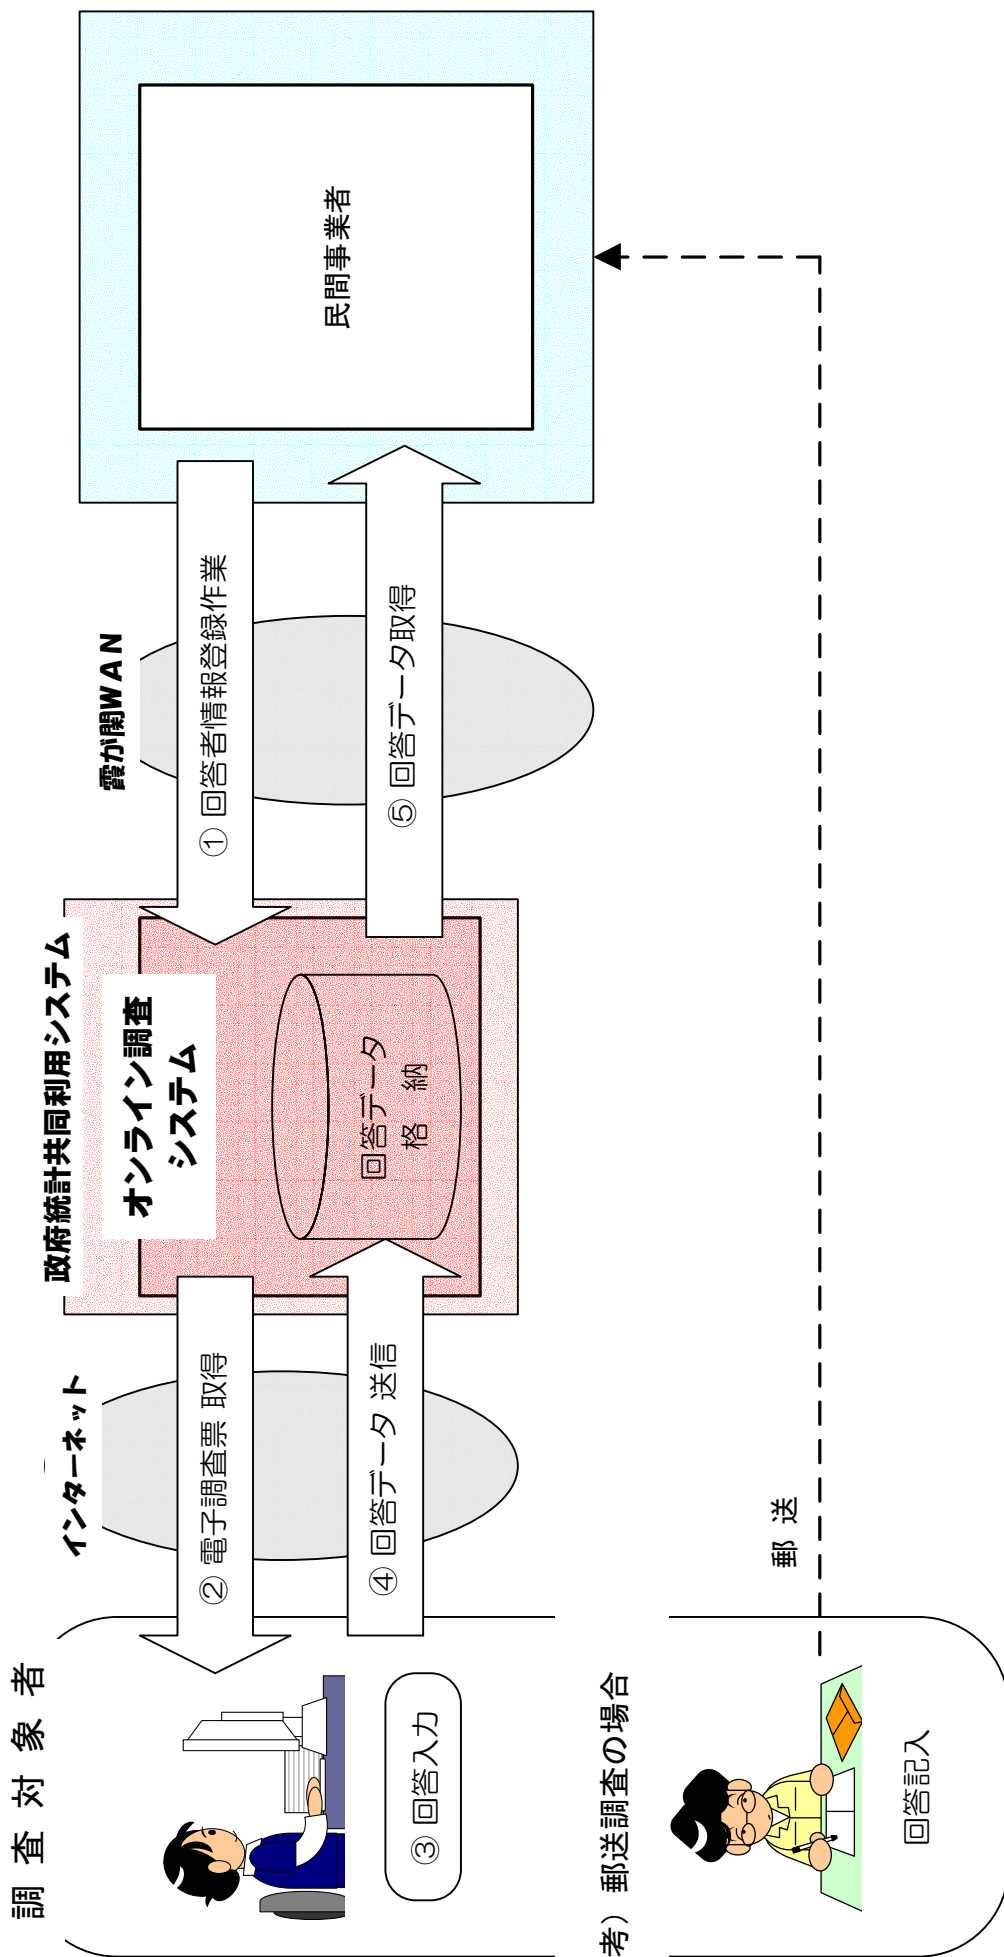 調査対象者
インターネット
政府統計共同利用システム
霞が関WAN
オンライン調査
システム
① 回答者情報登録作業
② 電子調査票 取得
③ 回答入力
④ 回答データ 送信
回答データ
格 納
⑤ 回答データ取得
民間事業者
考） 郵送調査の場合
郵 送
回答記入